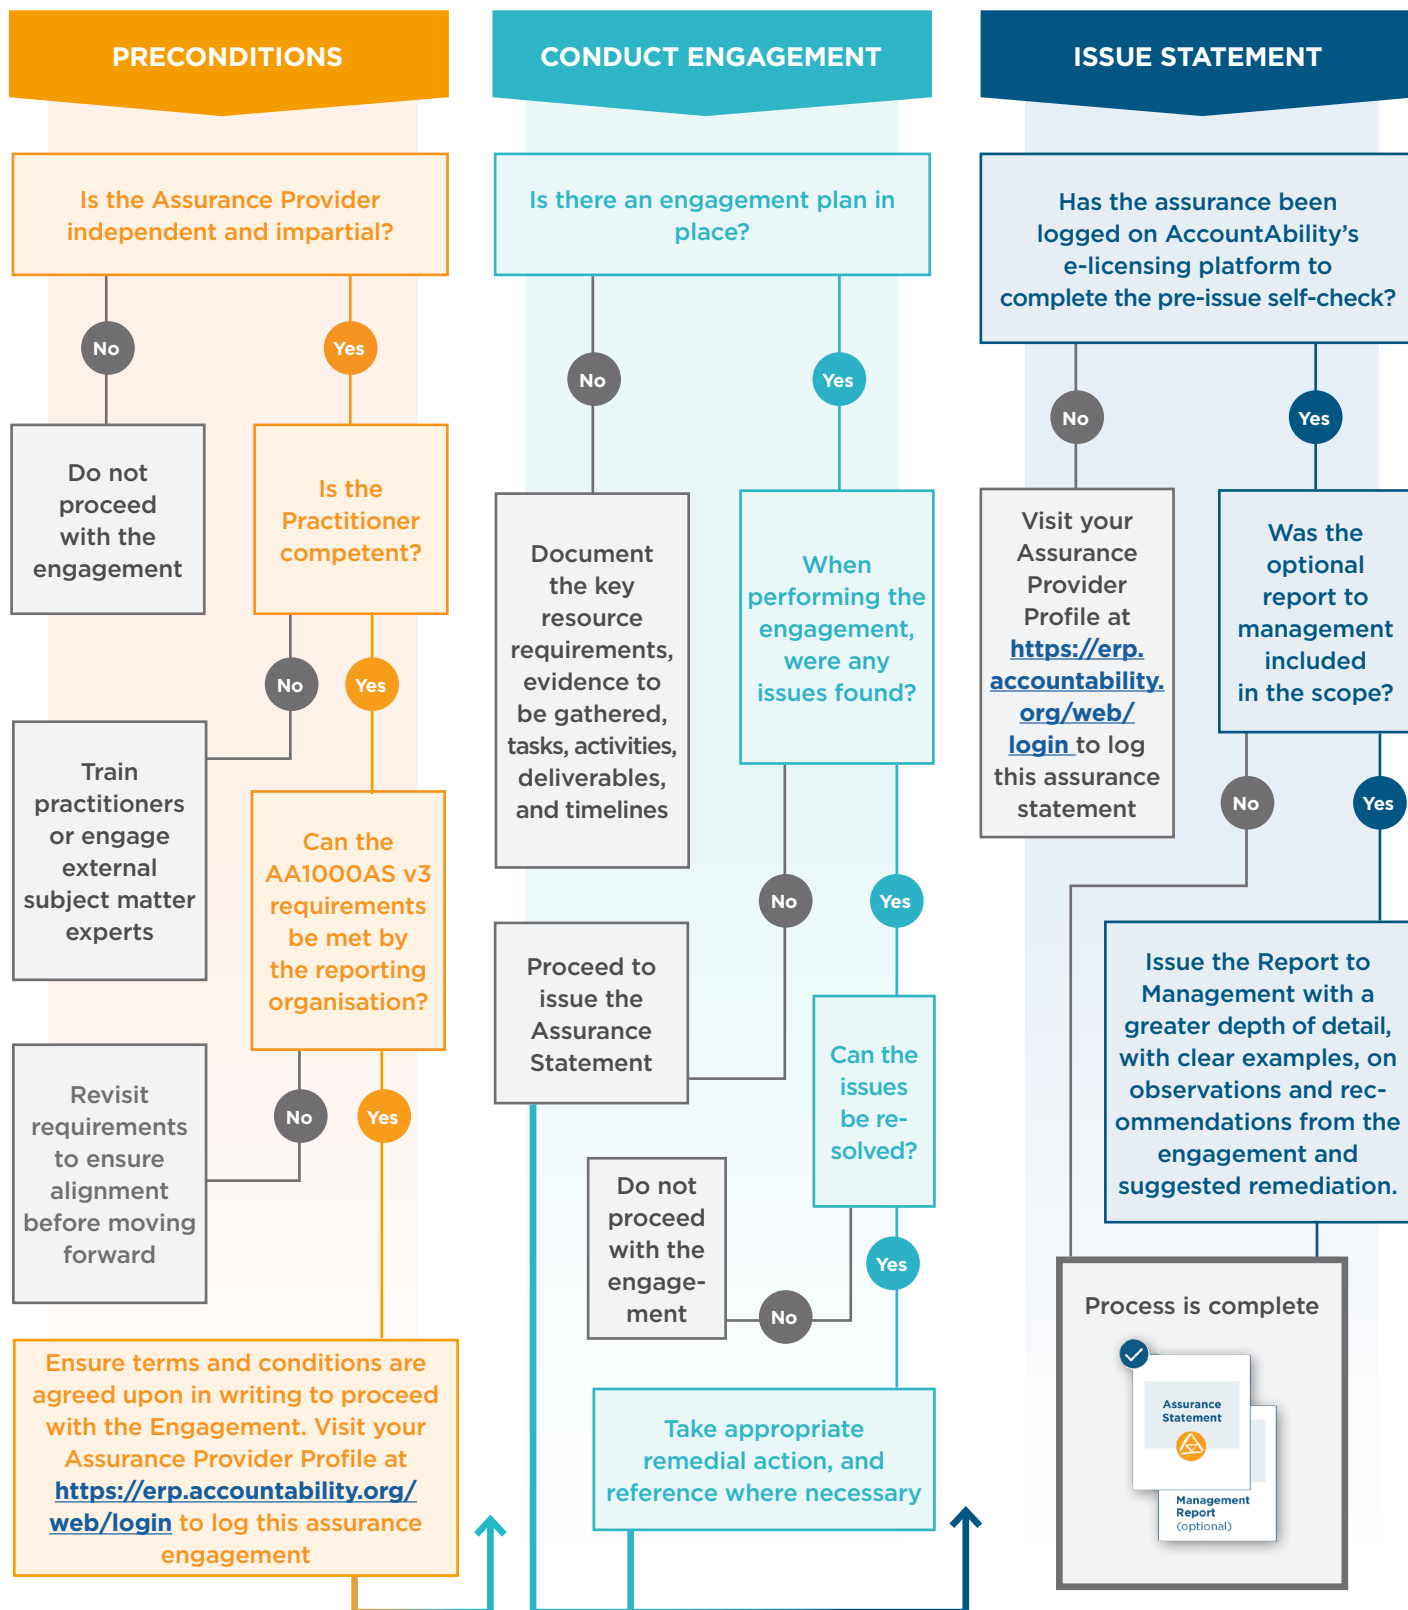 PRECONDITIONS
Is the Assurance Provider
independent and impartial?
No
Yes
Do not
proceed
with the
engagement
Is the
Practitioner
competent?
No
Yes
Train
practitioners
or engage
external
subject matter
experts
Can the
AA1000AS v3
requirements
be met by
the reporting
organisation?
No
Yes
Revisit
requirements
to ensure
alignment
before moving
forward
Ensure terms and conditions are
agreed upon in writing to proceed
with the Engagement. Visit your
Assurance Provider Profile at
https://erp.accountability.org/
web/login to log this assurance
engagement
CONDUCT ENGAGEMENT
Is there an engagement plan in
place?
No
Yes
Document
the key
resource
requirements,
evidence to
be gathered,
tasks, activities,
deliverables,
and timelines
When
performing the
engagement,
were any
issues found?
No
Yes
Proceed to
issue the
Assurance
Statement
Can the
issues
be re-
solved?
No
Yes
Do not
proceed
with the
engage-
ment
Take appropriate
remedial action, and
reference where necessary
ISSUE STATEMENT
Has the assurance been
logged on AccountAbility’s
e-licensing platform to
complete the pre-issue self-check?
No
Yes
Visit your
Assurance
Provider
Profile at
https://erp.
accountability.
org/web/
login to log
this assurance
statement
Was the
optional
report to
management
included
in the scope?
No
Yes
Issue the Report to
Management with a
greater depth of detail,
with clear examples, on
observations and rec-
ommendations from the
engagement and
suggested remediation.
Process is complete
Assurance
Statement
Management
Report
(optional)